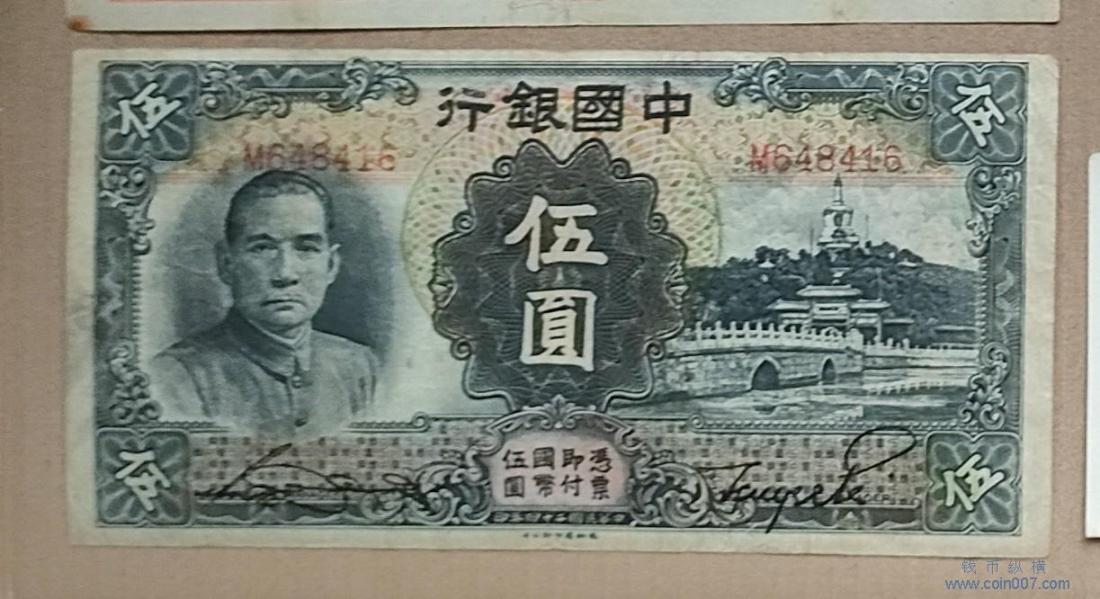 中國銀行
伍
伍
M648416
M648416
伍
圓
憑票
即付
國幣
伍圓
伍
伍
钱币纵横
www.coin007.com